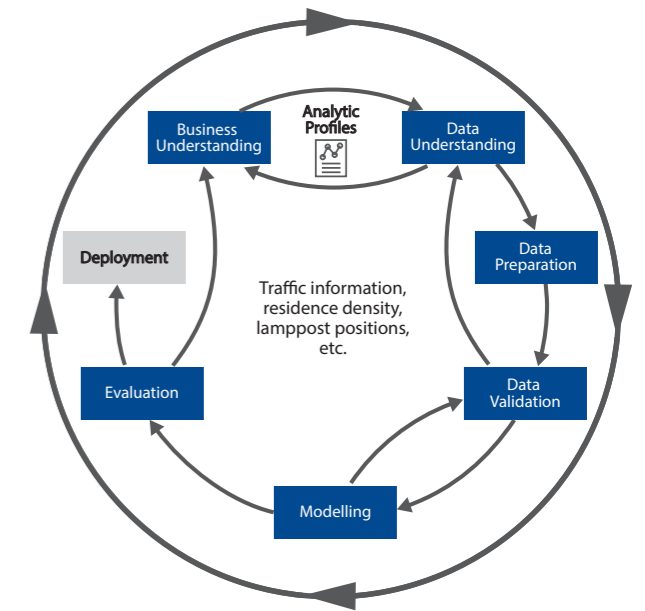 Analytic
Profiles
Business
Understanding
Data
Understanding
Deployment
Data
Preparation
Traffic information,
residence density,
lamppost positions,
etc.
Evaluation
Data
Validation
Modelling